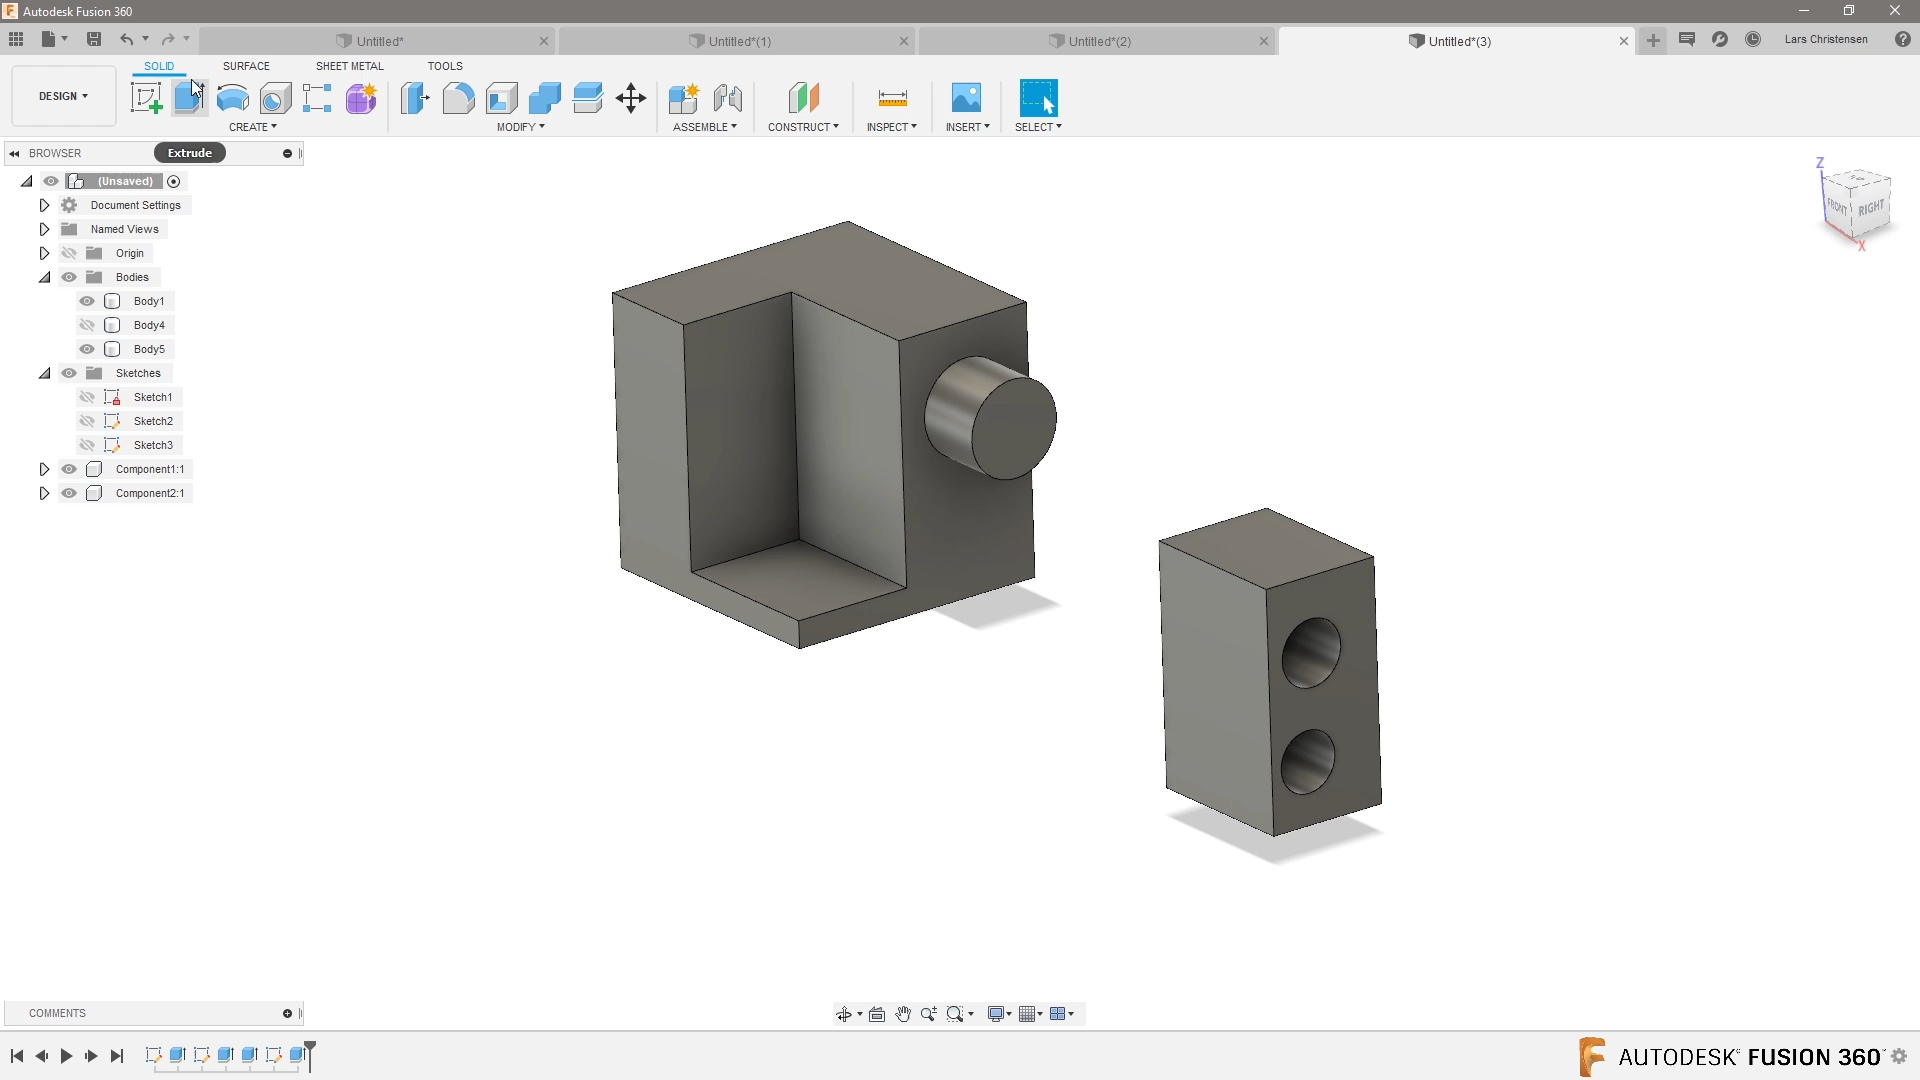 Autodesk Fusion 360
Untitled*
Untitled*(1)
Untitled*(2)
Untitled*(3)
Lars Christensen
SOLID SURFACE SHEET METAL TOOLS
DESIGN
CREATE MODIFY ASSEMBLE CONSTRUCT INSPECT INSERT SELECT
BROWSER
Extrude
(Unsaved)
Document Settings
Named Views
Origin
Bodies
Body1
Body4
Body5
Sketches
Sketch1
Sketch2
Sketch3
Component1:1
Component2:1
Z
FRONT RIGHT
X
COMMENTS
AUTODESK® FUSION 360™